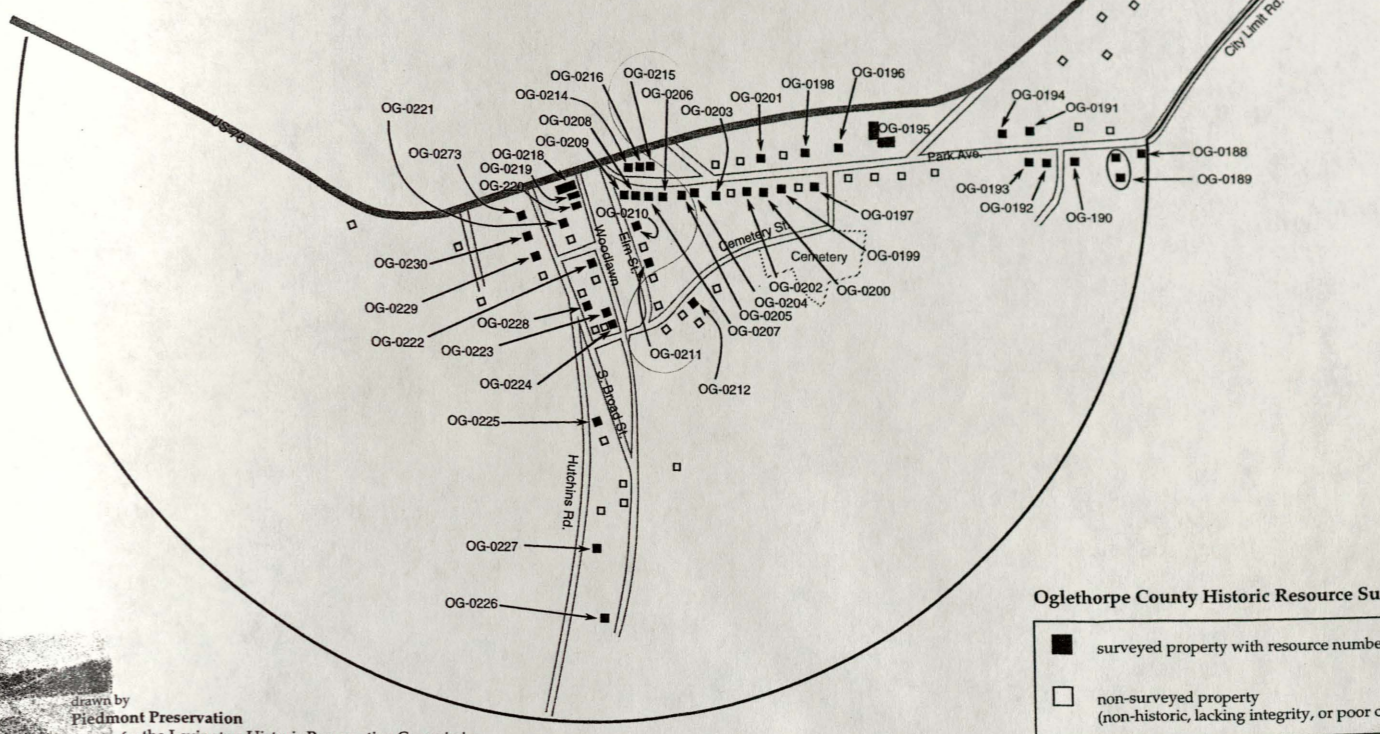 City Limit Rd.
OG-0216
OG-0215
OG-0196
OG-0214
OG-0206
OG-0198
OG-0221
OG-0208
OG-0203
OG-0201
OG-0194
OG-0191
US 78
OG-0209
OG-0195
OG-0273
OG-0218
OG-0219
Park Ave.
OG-0188
OG-0189
OG-0193
OG-0192
OG-190
OG-0210
OG-0197
Woodlawn
Elm St.
Cemetery St.
OG-0230
Cemetery
OG-0199
OG-0202
OG-0200
OG-0229
OG-0204
OG-0228
OG-0205
OG-0222
OG-0207
OG-0223
OG-0211
OG-0224
OG-0212
S. Broad St.
OG-0225
Hutchins Rd.
OG-0227
OG-0226
Oglethorpe County Historic Resource Su
surveyed property with resource numbe
non-surveyed property
(non-historic, lacking integrity, or poor c
drawn by
Piedmont Preservation